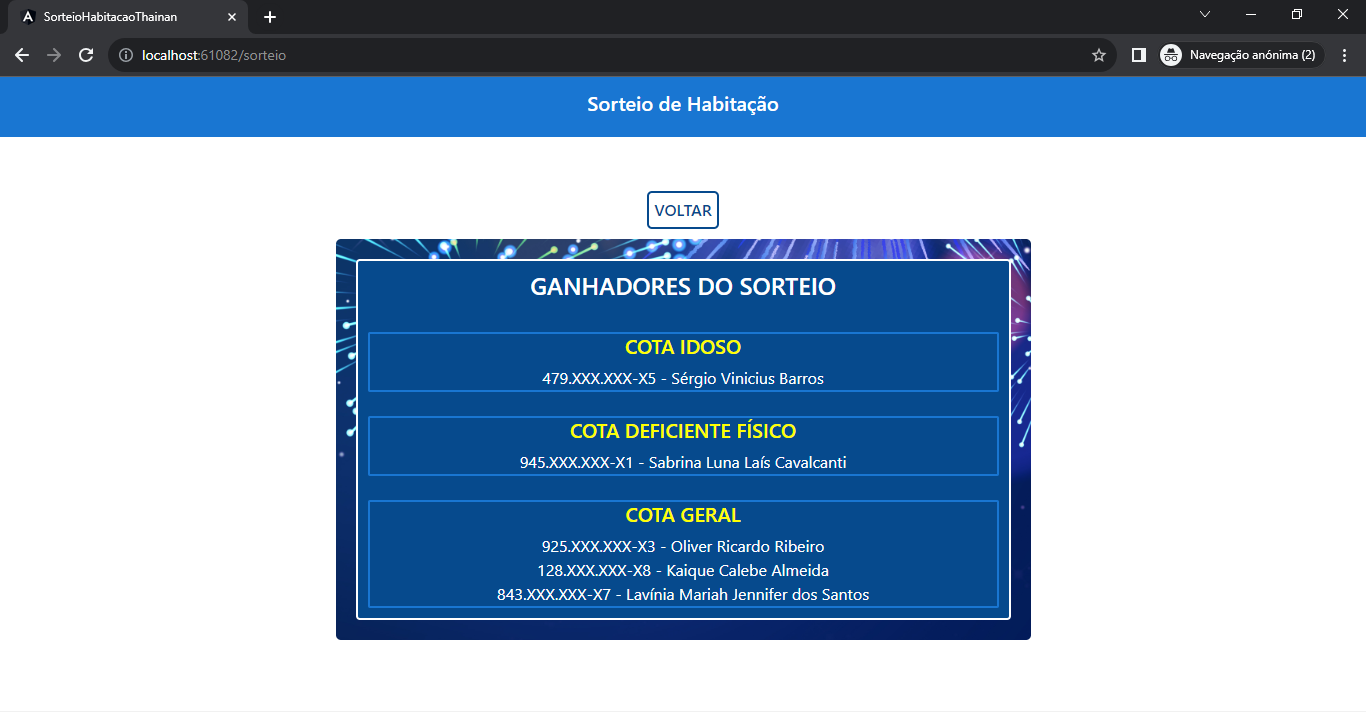 SorteioHabitacaoThainan
localhost:61082/sorteio
Navegação anónima (2)
Sorteio de Habitação
VOLTAR
GANHADORES DO SORTEIO
COTA IDOSO
479.XXX.XXX-X5 - Sérgio Vinicius Barros
COTA DEFICIENTE FÍSICO
945.XXX.XXX-X1 - Sabrina Luna Laís Cavalcanti
COTA GERAL
925.XXX.XXX-X3 - Oliver Ricardo Ribeiro
128.XXX.XXX-X8 - Kaique Calebe Almeida
843.XXX.XXX-X7 - Lavínia Mariah Jennifer dos Santos